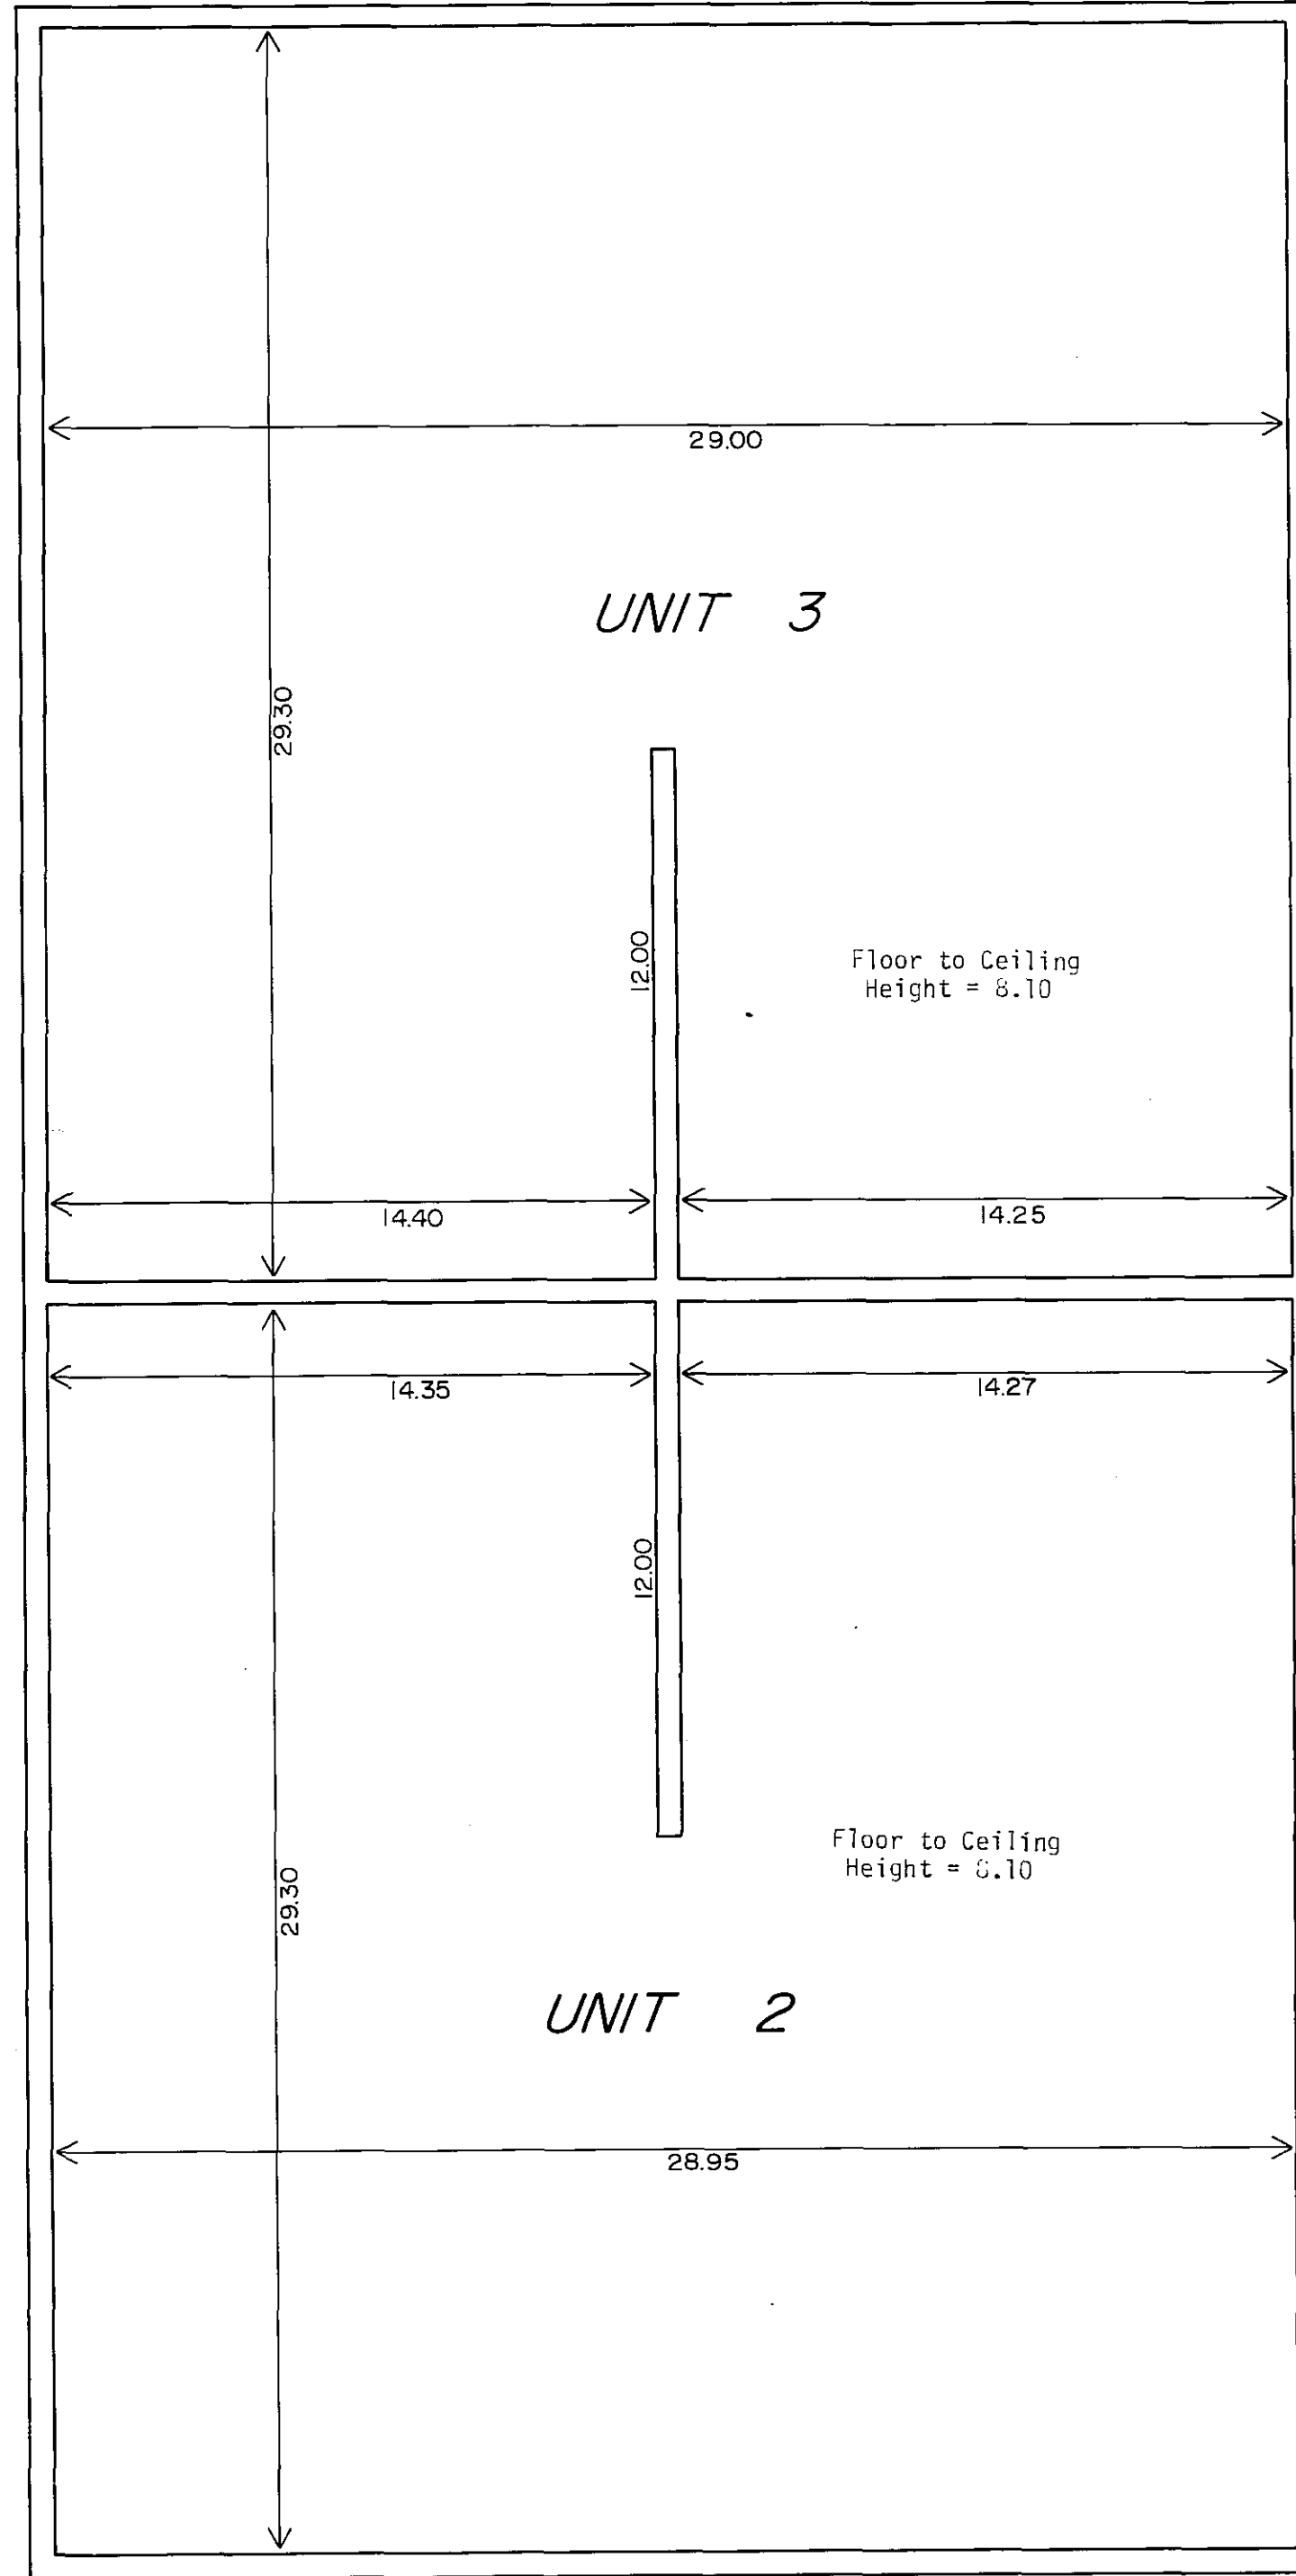 29.00
UNIT 3
29.30
12.00
Floor to Ceiling
Height = 8.10
14.40
14.25
14.35
14.27
12.00
Floor to Ceiling
Height = 8.10
29.30
UNIT 2
28.95